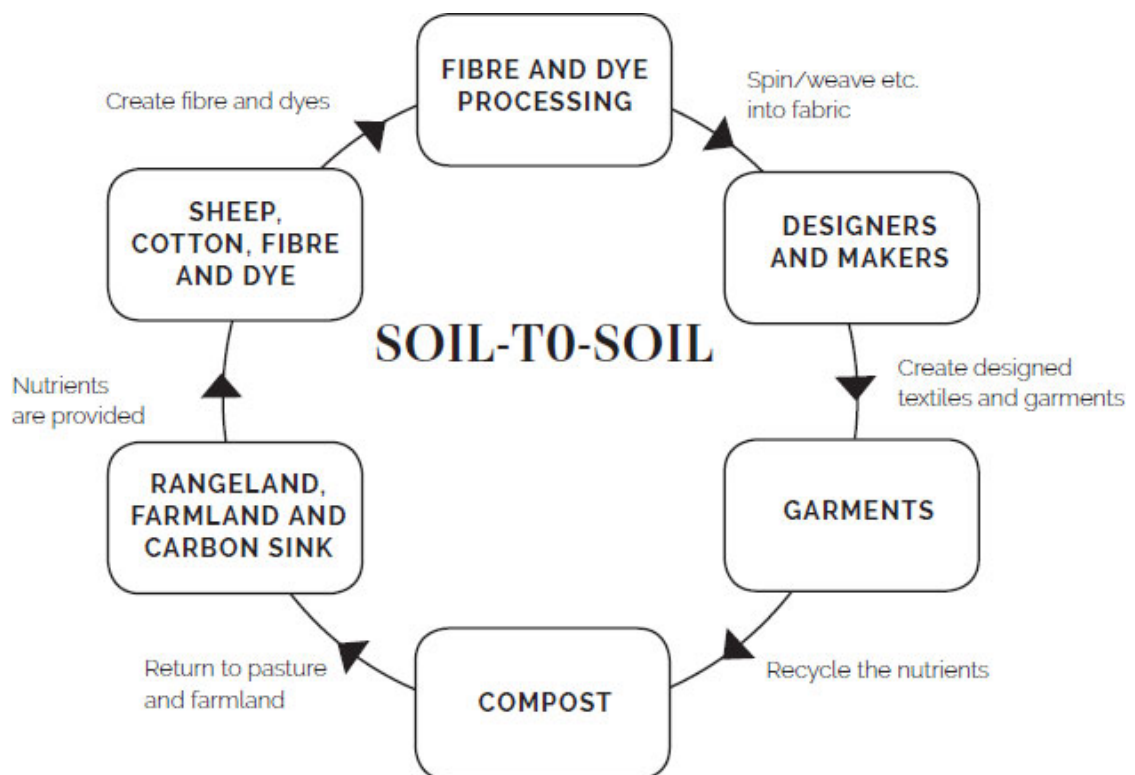 FIBRE AND DYE
PROCESSING
Spin/weave etc.
into fabric
DESIGNERS
AND MAKERS
Create designed
textiles and garments
GARMENTS
Recycle the nutrients
COMPOST
Return to pasture
and farmland
RANGELAND,
FARMLAND AND
CARBON SINK
Nutrients
are provided
SHEEP,
COTTON, FIBRE
AND DYE
Create fibre and dyes
SOIL-T0-SOIL